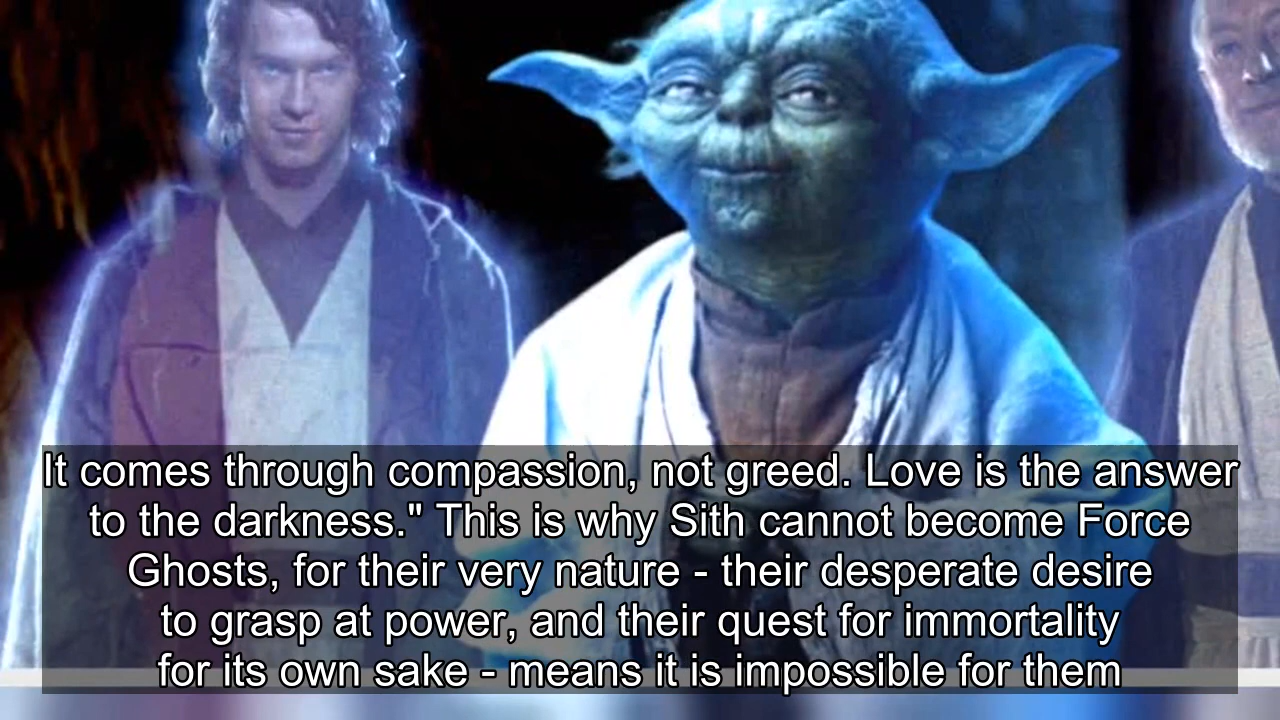 It comes through compassion, not greed. Love is the answer
to the darkness." This is why Sith cannot become Force
Ghosts, for their very nature - their desperate desire
to grasp at power, and their quest for immortality
for its own sake - means it is impossible for them